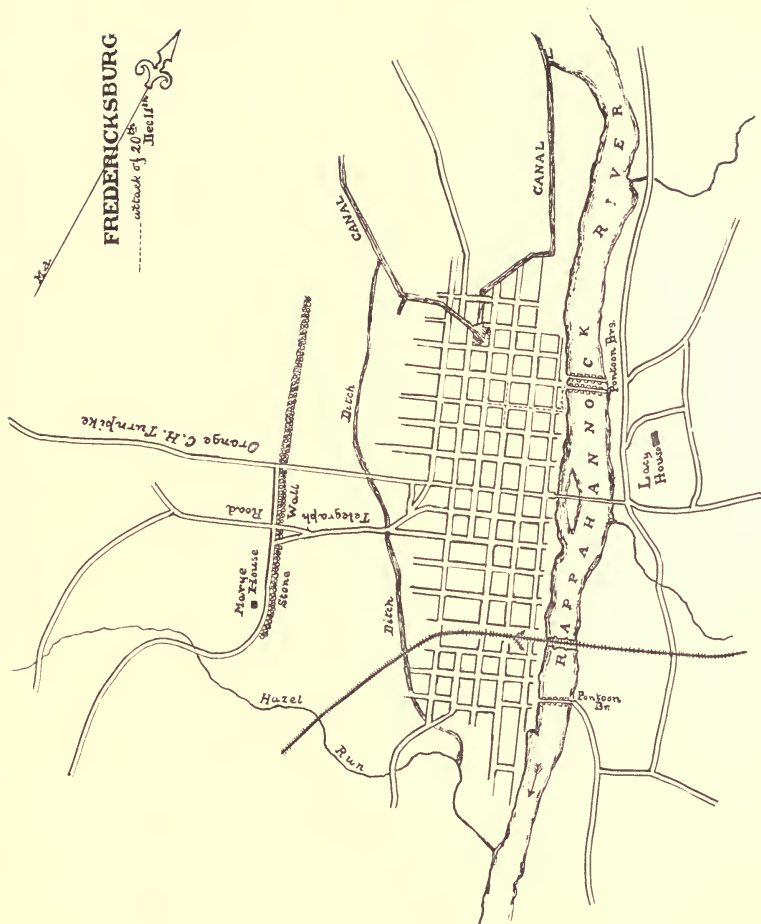 FREDERICKSBURG
attack of 20th
Dec 11th
CANAL
CANAL
RAPPAHANNOCK RIVER
Pontoon Brs.
Lacy
House
Orange C.H. Turnpike
Ditch
Telegraph
Road
Wall
Stone
Marye
House
Ditch
Hazel
Run
Pontoon
Br.